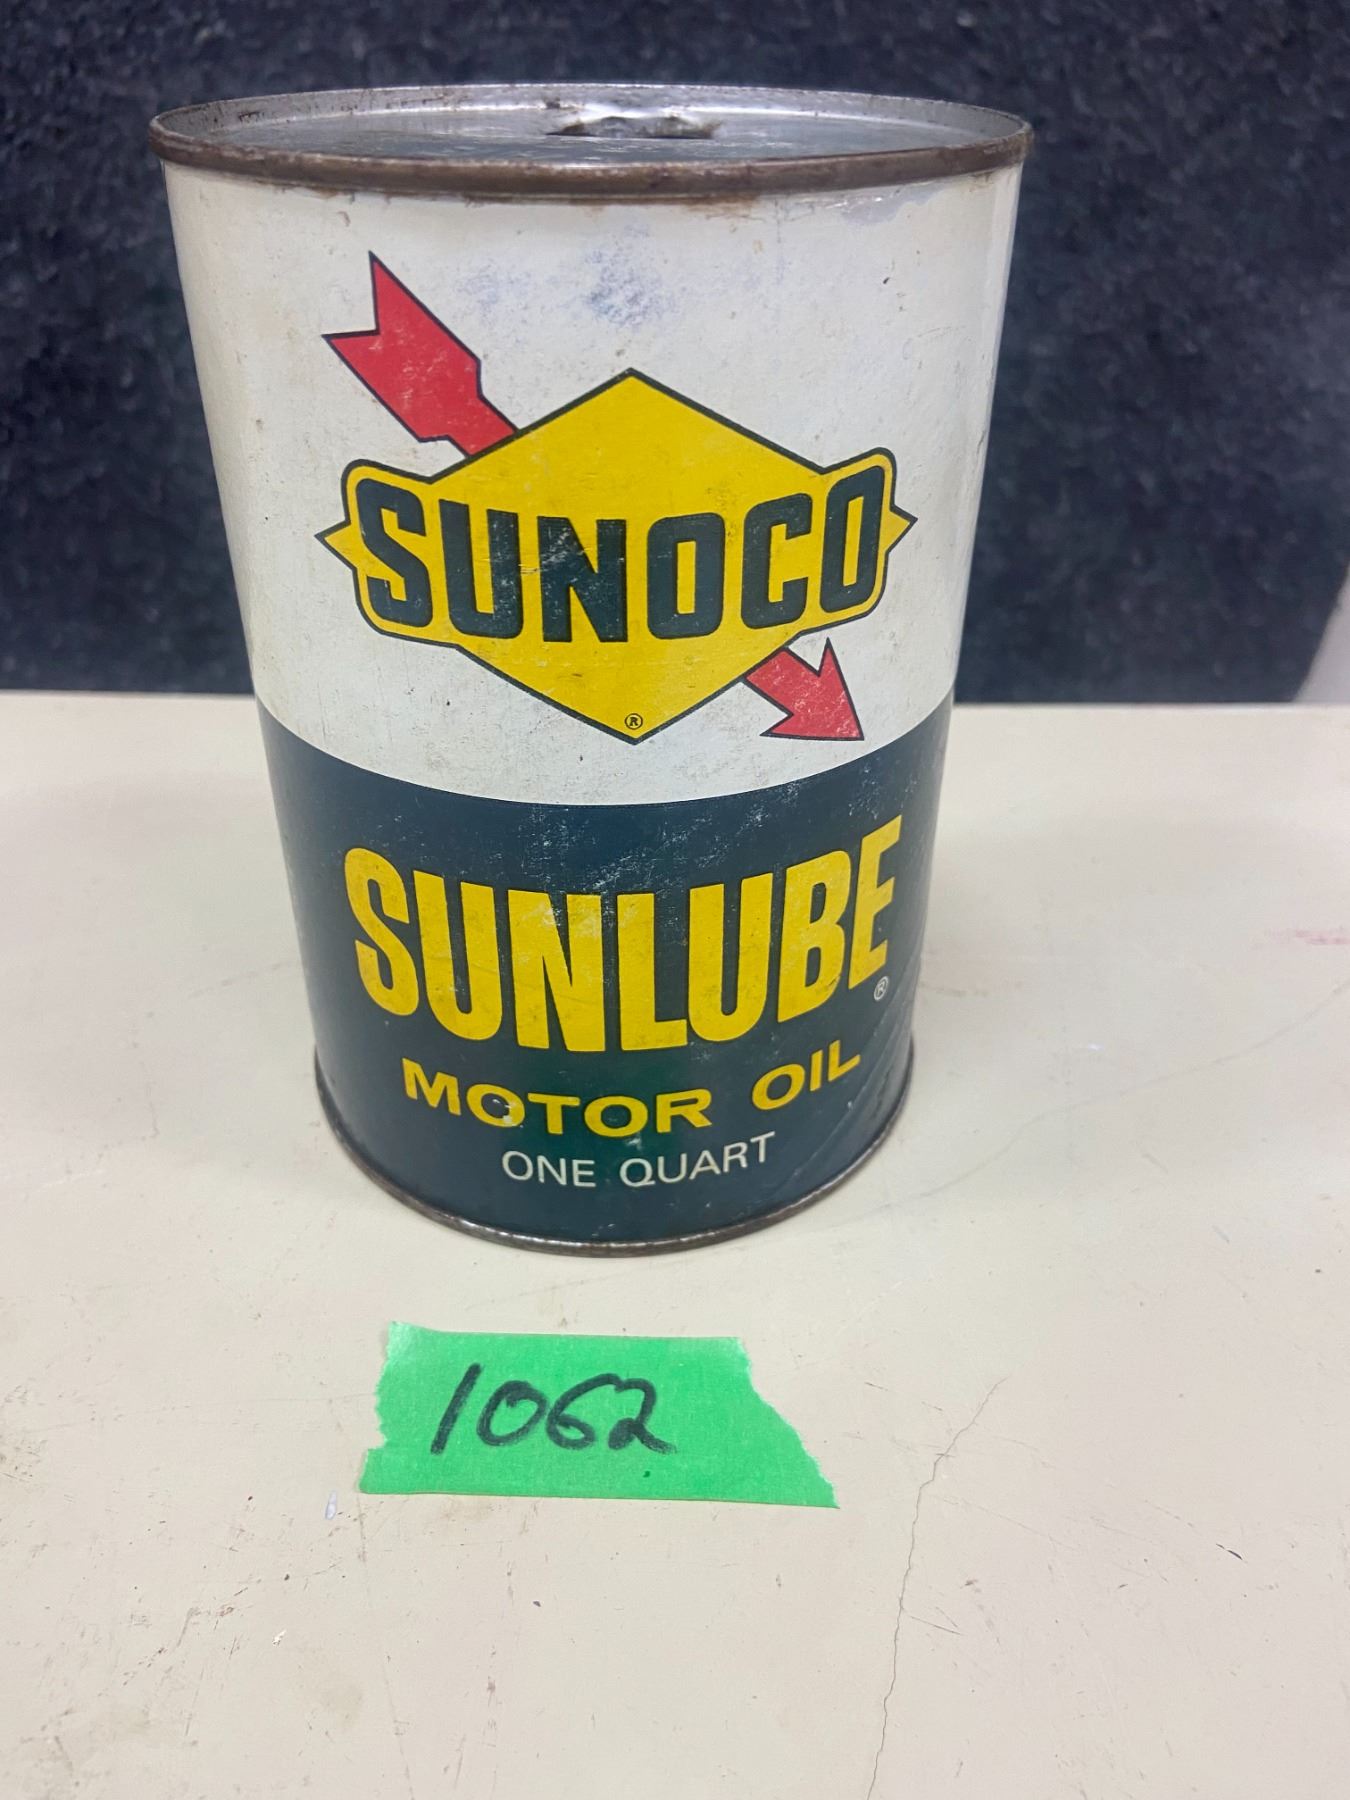 SUNOCO
®
SUNLUBE®
MOTOR OIL
ONE QUART
1062